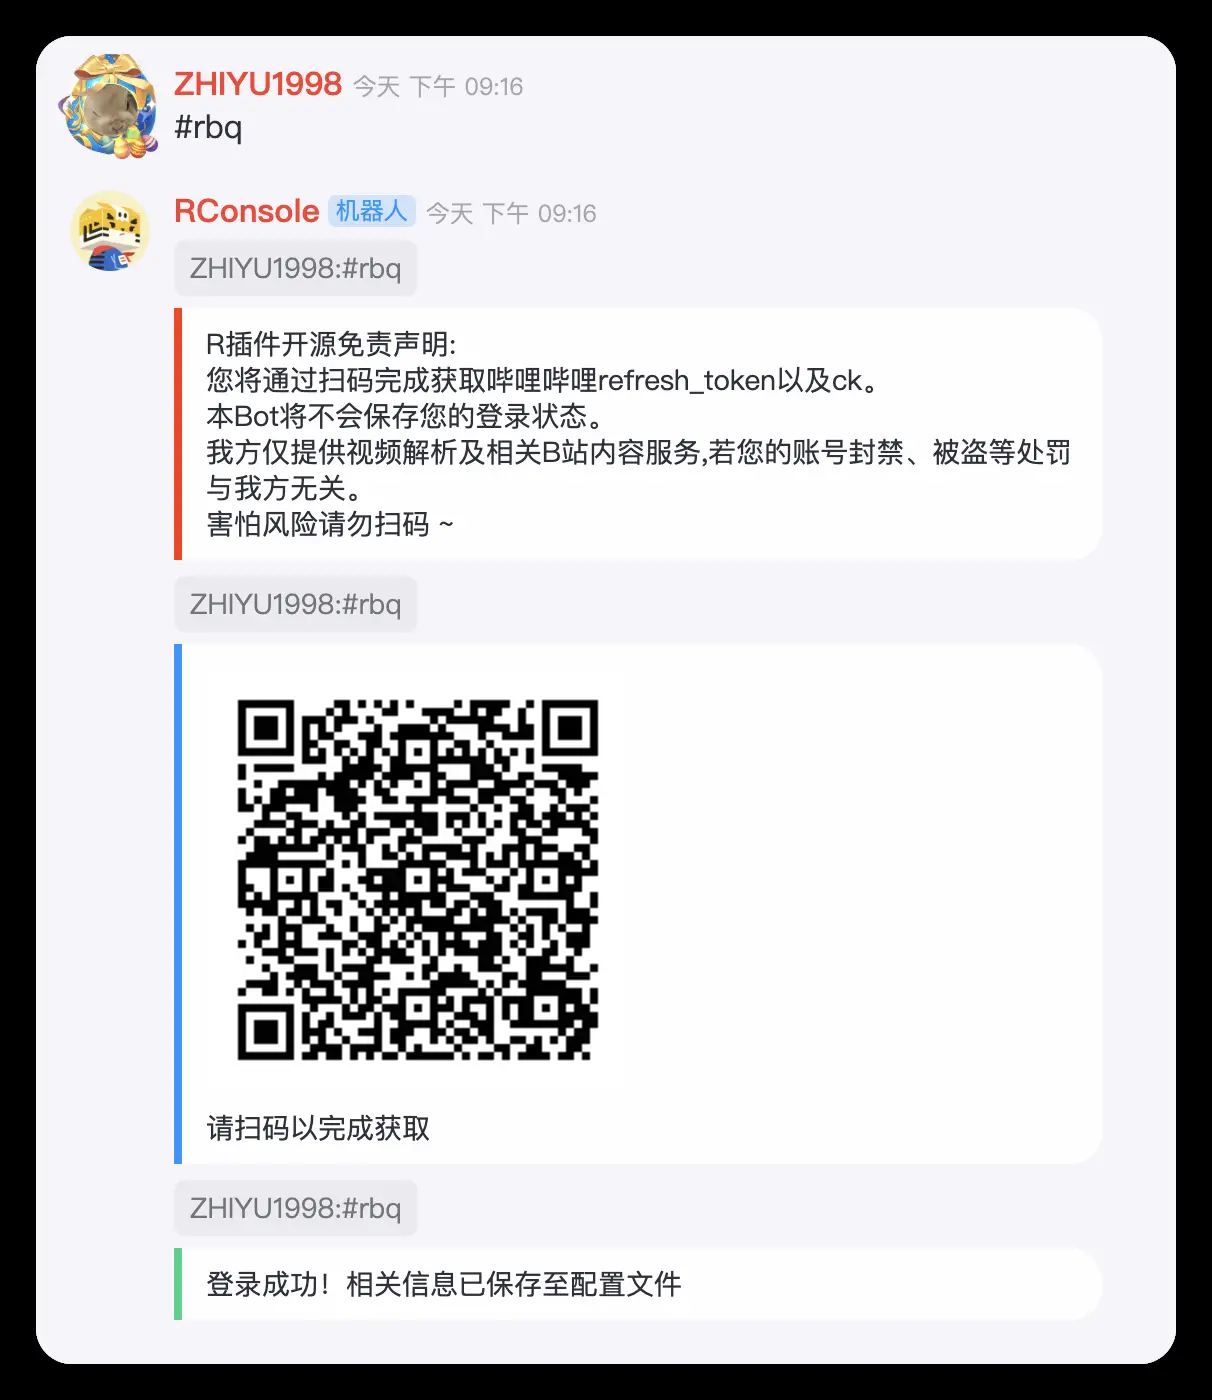 ZHIYU1998 今天 下午 09:16
#rbq
RConsole 机器人 今天 下午 09:16
ZHIYU1998:#rbq
R插件开源免责声明:
您将通过扫码完成获取哔哩哔哩refresh_token以及ck。
本Bot将不会保存您的登录状态。
我方仅提供视频解析及相关B站内容服务,若您的账号封禁、被盗等处罚
与我方无关。
害怕风险请勿扫码 ~
ZHIYU1998:#rbq
请扫码以完成获取
ZHIYU1998:#rbq
登录成功！相关信息已保存至配置文件